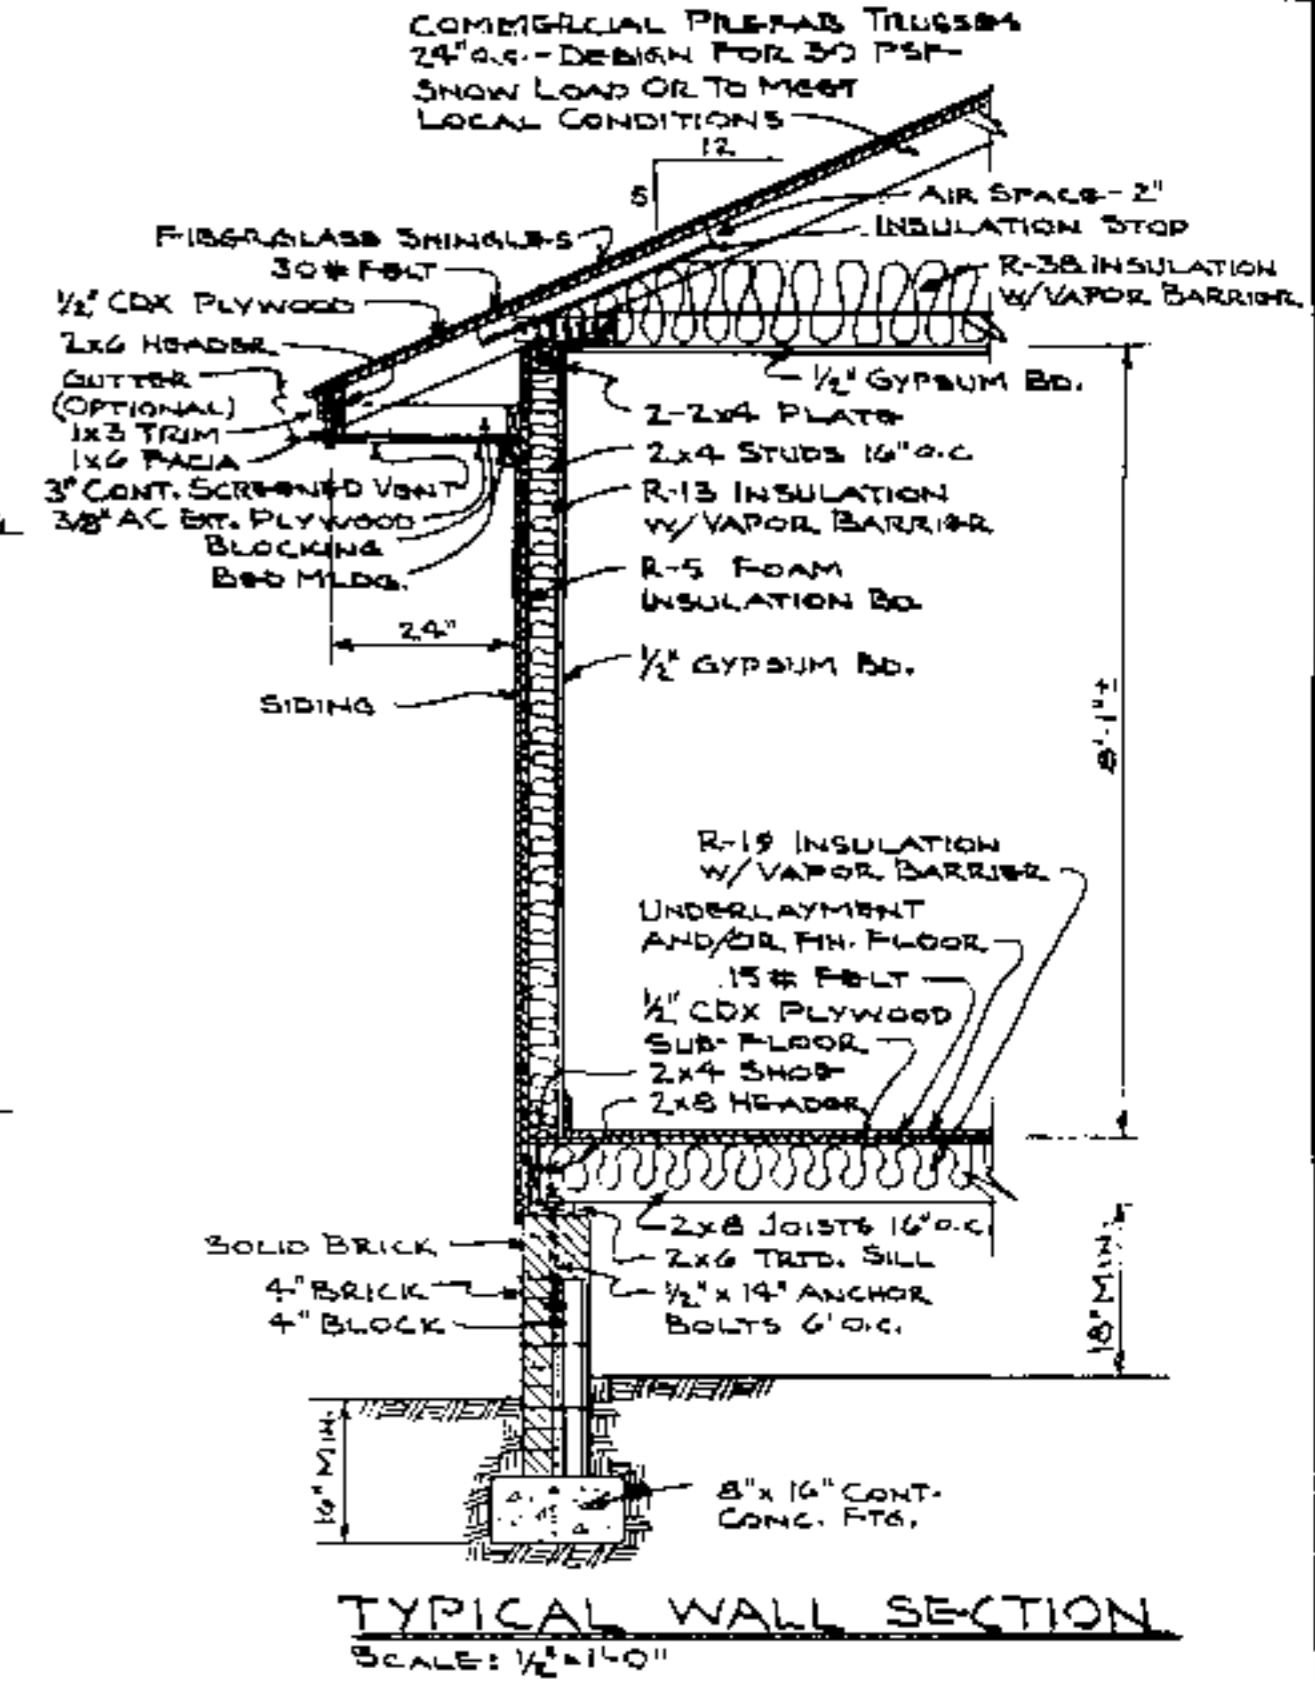 COMMERCIAL PREFAB TRUSSES
24" O.C. - DESIGN FOR 30 PSF
SNOW LOAD OR TO MEET
LOCAL CONDITIONS
12
5
AIR SPACE - 2"
INSULATION STOP
FIBERGLASS SHINGLES
30# FELT
R-38 INSULATION
W/VAPOR BARRIER
1/2" CDX PLYWOOD
2x6 HEADER
GUTTER
(OPTIONAL)
1x3 TRIM
1x6 FACIA
3" CONT. SCREENED VENT
3/8" AC EXT. PLYWOOD
BLOCKING
BED MLDG.
1/2" GYPSUM BD.
2-2x4 PLATE
2x4 STUDS 16" O.C.
R-13 INSULATION
W/VAPOR BARRIER
R-5 FOAM
INSULATION BD.
24"
1/2" GYPSUM BD.
SIDING
8'-1"±
R-19 INSULATION
W/VAPOR BARRIER
UNDERLAYMENT
AND/OR FIN. FLOOR
15# FELT
1/2" CDX PLYWOOD
SUB-FLOOR
2x4 SHOE
2x8 HEADER
2x8 JOISTS 16" O.C.
2x6 TRTD. SILL
1/2" x 14" ANCHOR
BOLTS 6' O.C.
SOLID BRICK
4" BRICK
4" BLOCK
18" MIN.
MIN.
8" x 16" CONT.
CONC. FTG.
TYPICAL WALL SECTION
SCALE: 1/2" = 1'-0"